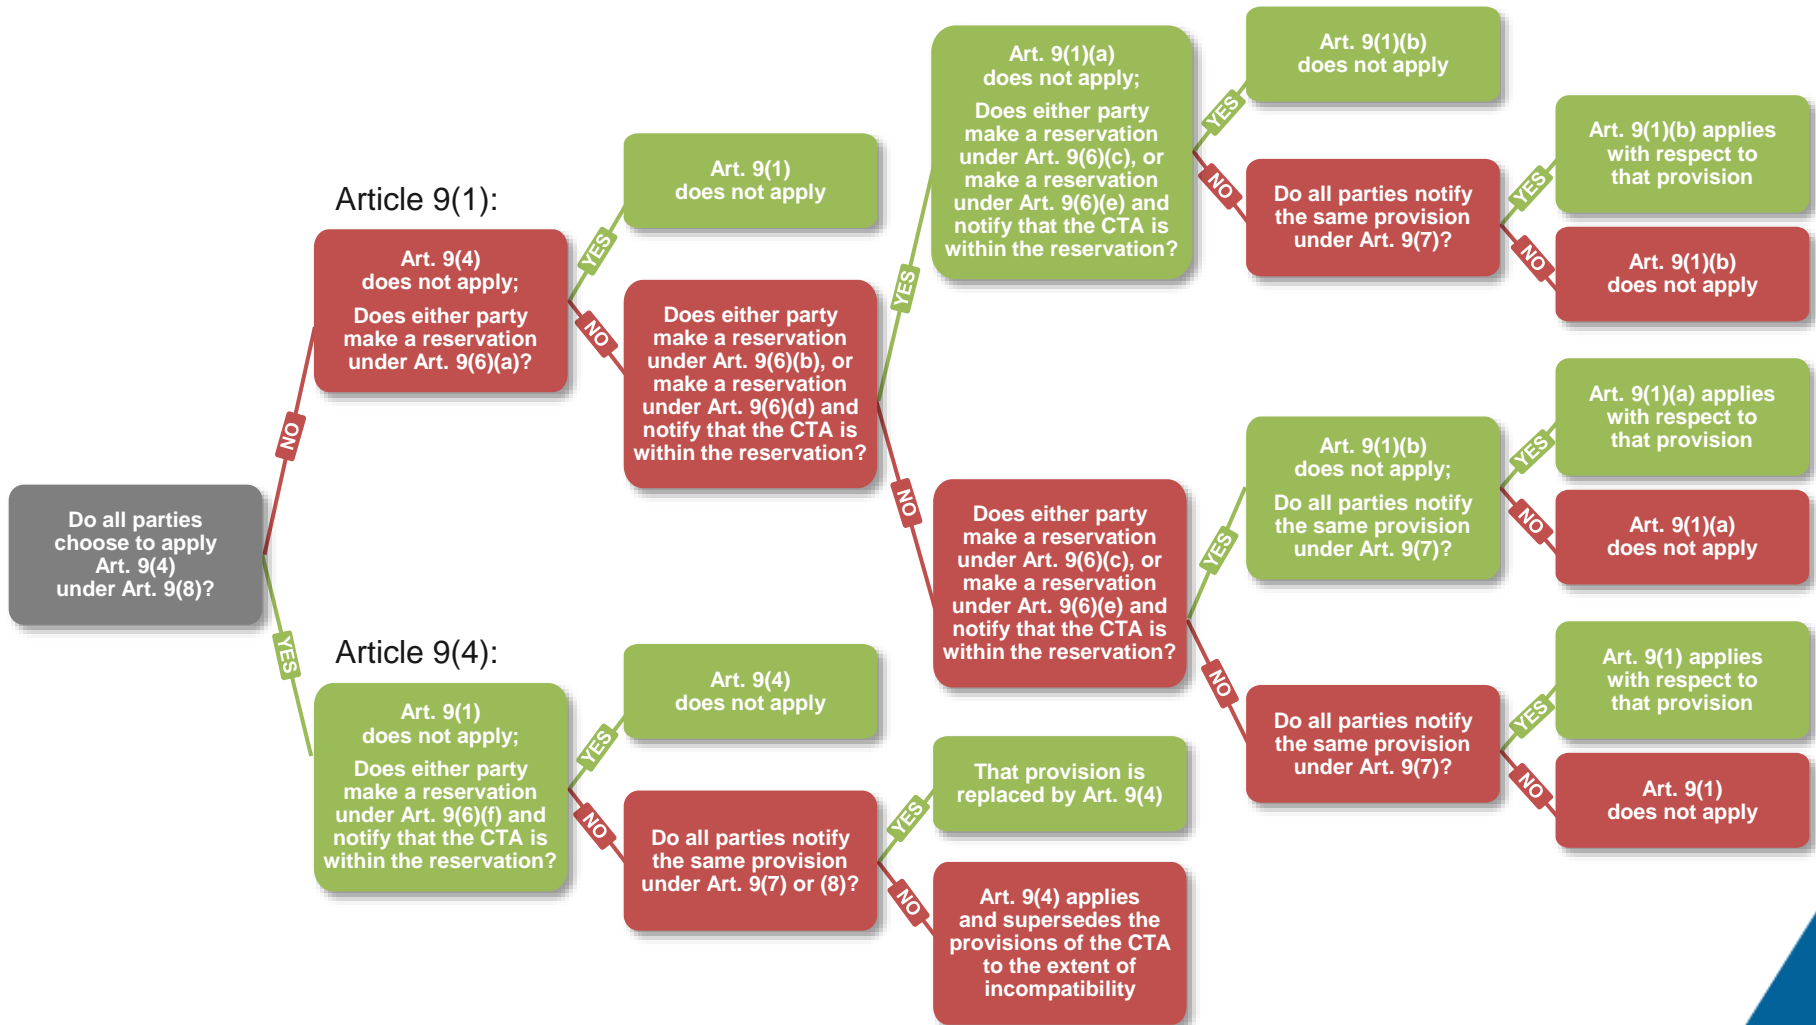 Do all parties
choose to apply
Art. 9(4)
under Art. 9(8)?
NO
YES
Article 9(1):
Art. 9(4)
does not apply;
Does either party
make a reservation
under Art. 9(6)(a)?
YES
NO
Art. 9(1)
does not apply
Does either party
make a reservation
under Art. 9(6)(b), or
make a reservation
under Art. 9(6)(d) and
notify that the CTA is
within the reservation?
YES
NO
Art. 9(1)(a)
does not apply;
Does either party
make a reservation
under Art. 9(6)(c), or
make a reservation
under Art. 9(6)(e) and
notify that the CTA is
within the reservation?
YES
NO
Art. 9(1)(b)
does not apply
Do all parties notify
the same provision
under Art. 9(7)?
YES
NO
Art. 9(1)(b) applies
with respect to
that provision
Art. 9(1)(b)
does not apply
Does either party
make a reservation
under Art. 9(6)(c), or
make a reservation
under Art. 9(6)(e) and
notify that the CTA is
within the reservation?
YES
NO
Art. 9(1)(b)
does not apply;
Do all parties notify
the same provision
under Art. 9(7)?
YES
NO
Art. 9(1)(a) applies
with respect to
that provision
Art. 9(1)(a)
does not apply
Do all parties notify
the same provision
under Art. 9(7)?
YES
NO
Art. 9(1) applies
with respect to
that provision
Art. 9(1)
does not apply
Article 9(4):
Art. 9(1)
does not apply;
Does either party
make a reservation
under Art. 9(6)(f) and
notify that the CTA is
within the reservation?
YES
NO
Art. 9(4)
does not apply
Do all parties notify
the same provision
under Art. 9(7) or (8)?
YES
NO
That provision is
replaced by Art. 9(4)
Art. 9(4) applies
and supersedes the
provisions of the CTA
to the extent of
incompatibility